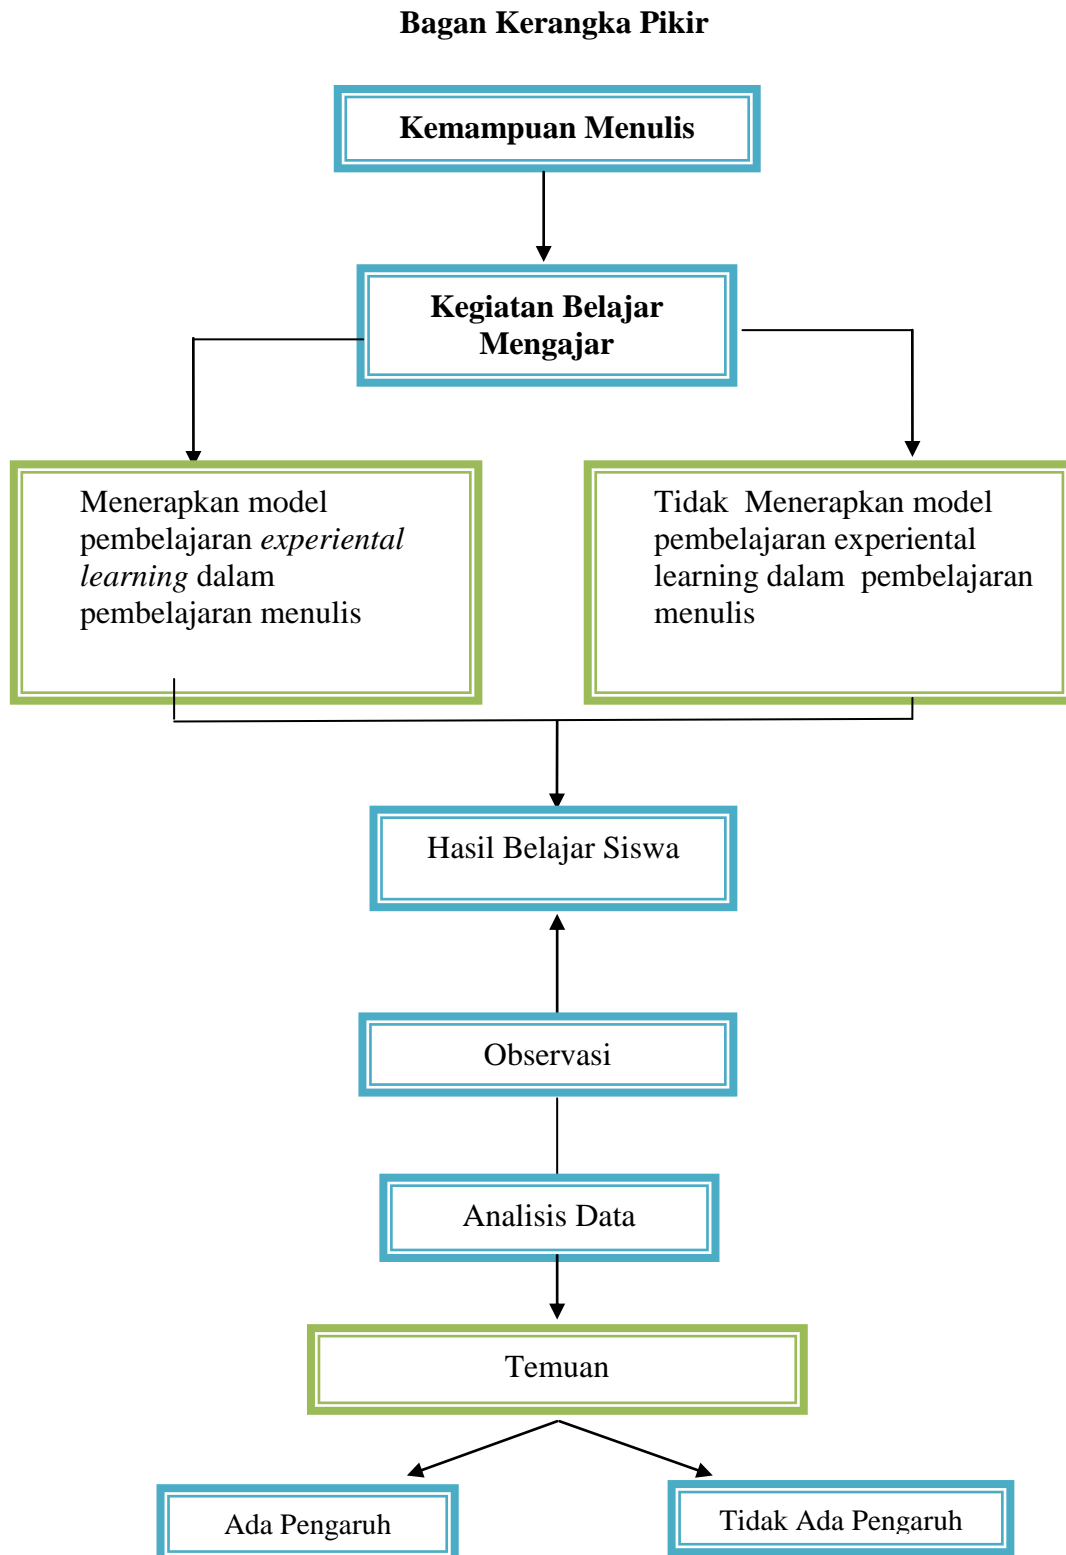 Bagan Kerangka Pikir
Kemampuan Menulis
Kegiatan Belajar
Mengajar
Menerapkan model
pembelajaran experiental
learning dalam
pembelajaran menulis
Tidak Menerapkan model
pembelajaran experiental
learning dalam pembelajaran
menulis
Hasil Belajar Siswa
Observasi
Analisis Data
Temuan
Ada Pengaruh
Tidak Ada Pengaruh